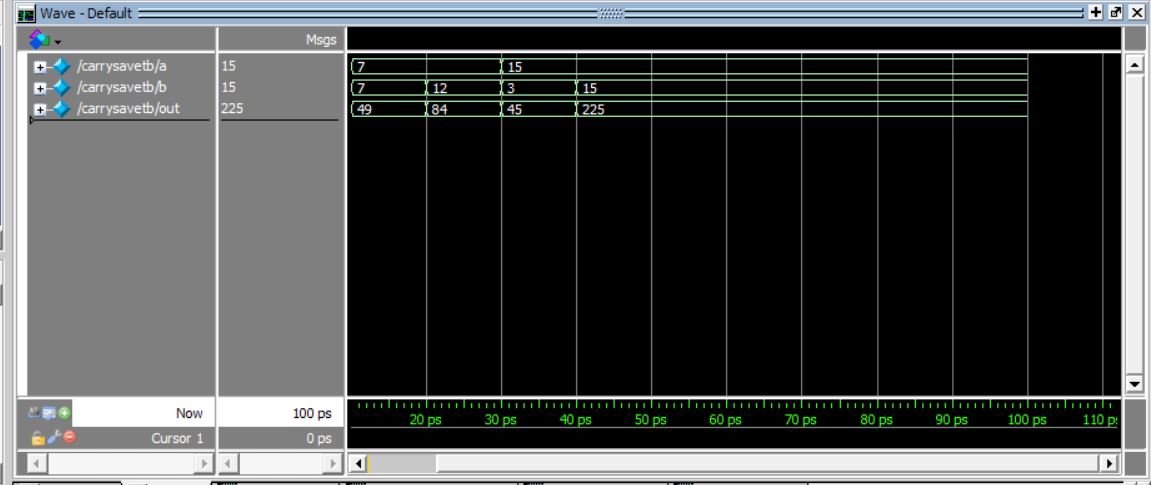 Wave - Default
Msgs
/carrysavetb/a 15 7 15
/carrysavetb/b 15 7 12 3 15
/carrysavetb/out 225 49 84 45 225
Now 100 ps
20 ps 30 ps 40 ps 50 ps 60 ps 70 ps 80 ps 90 ps 100 ps 110 ps
Cursor 1 0 ps